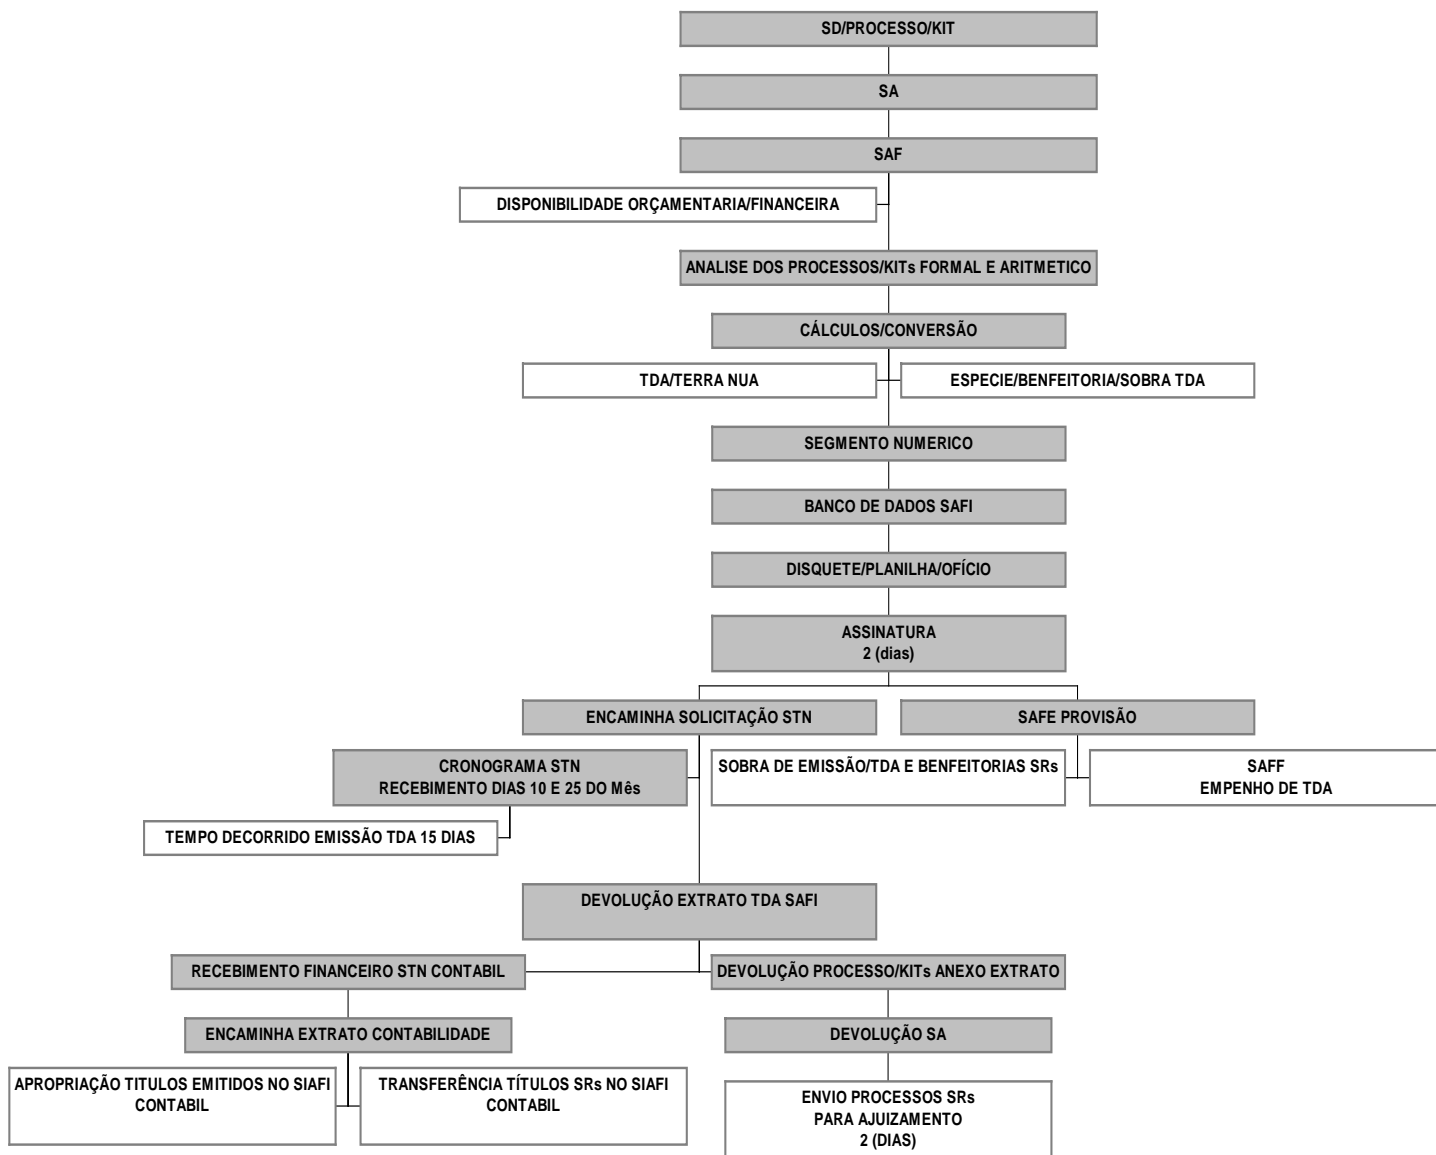 SD/PROCESSO/KIT
SA
SAF
DISPONIBILIDADE ORÇAMENTARIA/FINANCEIRA
ANALISE DOS PROCESSOS/KITs FORMAL E ARITMETICO
CÁLCULOS/CONVERSÃO
TDA/TERRA NUA
ESPECIE/BENFEITORIA/SOBRA TDA
SEGMENTO NUMERICO
BANCO DE DADOS SAFI
DISQUETE/PLANILHA/OFÍCIO
ASSINATURA
2 (dias)
ENCAMINHA SOLICITAÇÃO STN
SAFE PROVISÃO
CRONOGRAMA STN
RECEBIMENTO DIAS 10 E 25 DO Mês
SOBRA DE EMISSÃO/TDA E BENFEITORIAS SRs
SAFF
EMPENHO DE TDA
TEMPO DECORRIDO EMISSÃO TDA 15 DIAS
DEVOLUÇÃO EXTRATO TDA SAFI
RECEBIMENTO FINANCEIRO STN CONTABIL
DEVOLUÇÃO PROCESSO/KITs ANEXO EXTRATO
ENCAMINHA EXTRATO CONTABILIDADE
DEVOLUÇÃO SA
APROPRIAÇÃO TITULOS EMITIDOS NO SIAFI
CONTABIL
TRANSFERÊNCIA TÍTULOS SRs NO SIAFI
CONTABIL
ENVIO PROCESSOS SRs
PARA AJUIZAMENTO
2 (DIAS)